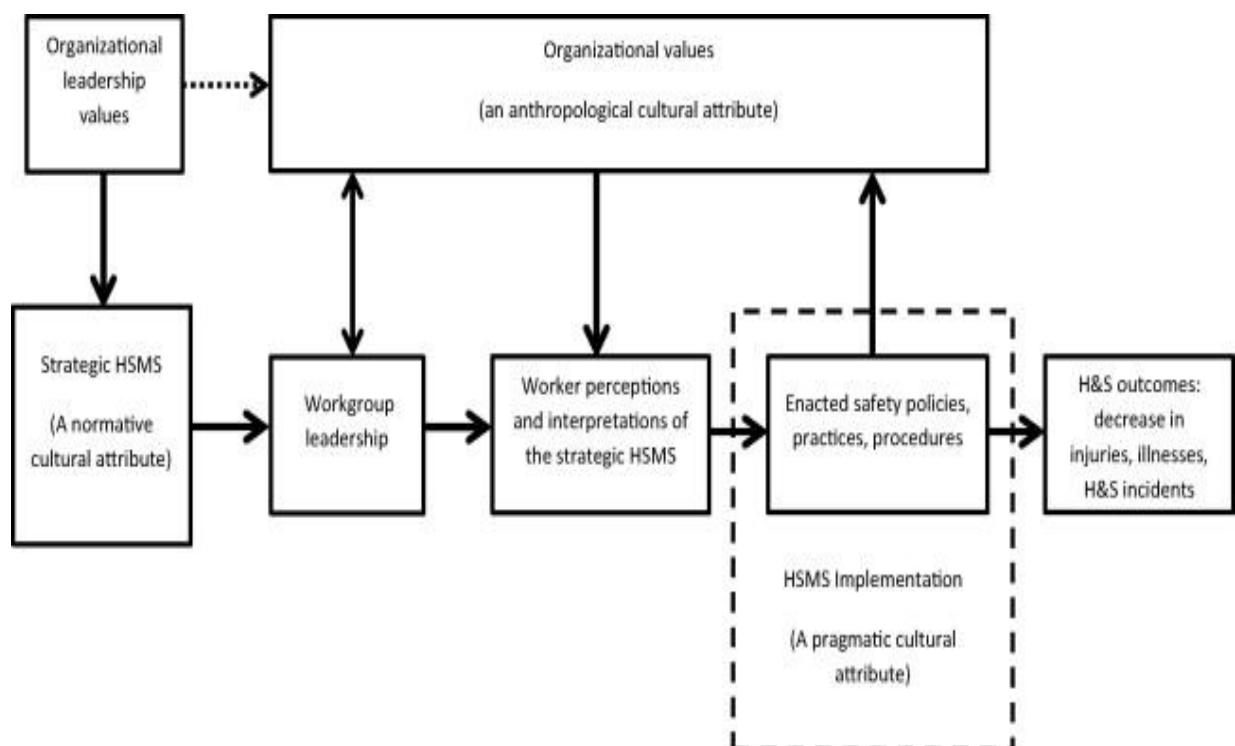 Organizational
leadership
values
Organizational values
(an anthropological cultural attribute)
Strategic HSMS
(A normative
cultural attribute)
Workgroup
leadership
Worker perceptions
and interpretations of
the strategic HSMS
Enacted safety policies,
practices, procedures
H&S outcomes:
decrease in
injuries, illnesses,
H&S incidents
HSMS Implementation
(A pragmatic cultural
attribute)